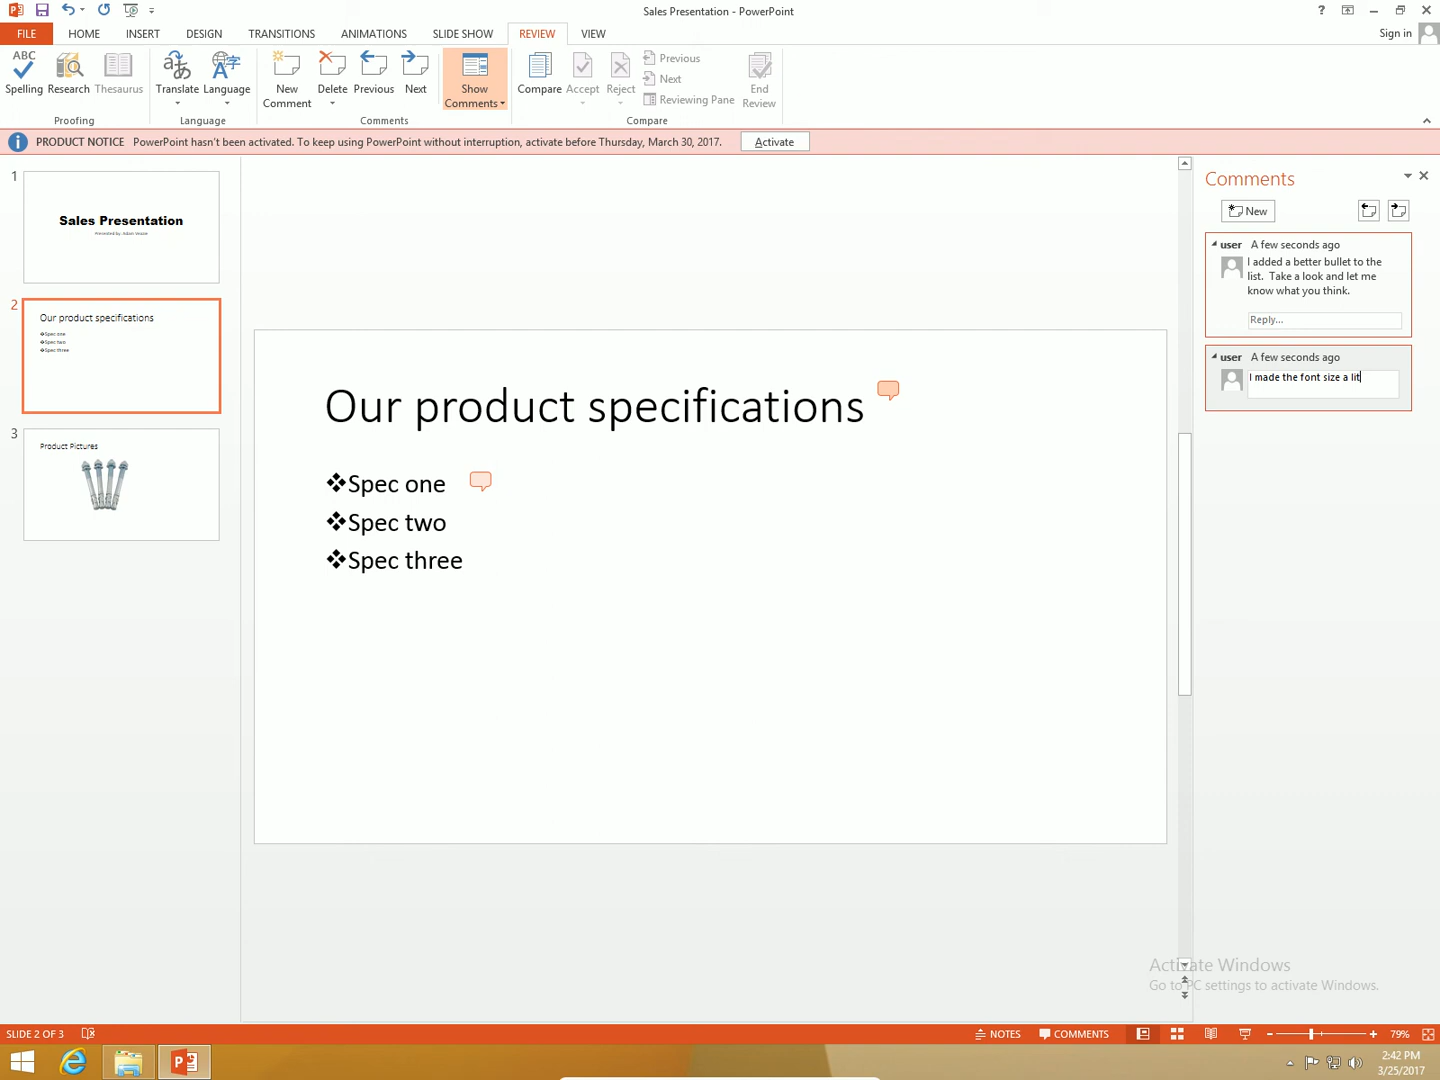 Sales Presentation - PowerPoint
FILE HOME INSERT DESIGN TRANSITIONS ANIMATIONS SLIDE SHOW REVIEW VIEW Sign in
ABC
Spelling Research Thesaurus Translate Language New Comment Delete Previous Next Show Comments Compare Accept Reject Previous Next Reviewing Pane End Review
Proofing Language Comments Compare
PRODUCT NOTICE PowerPoint hasn't been activated. To keep using PowerPoint without interruption, activate before Thursday, March 30, 2017. Activate
1
Sales Presentation
Presented by: Adam Vessie
2
Our product specifications
❖Spec one
❖Spec two
❖Spec three
3
Product Pictures
Our product specifications
❖Spec one
❖Spec two
❖Spec three
Comments
New
user A few seconds ago
I added a better bullet to the
list. Take a look and let me
know what you think.
Reply...
user A few seconds ago
I made the font size a lit
Activate Windows
Go to PC settings to activate Windows.
SLIDE 2 OF 3 NOTES COMMENTS 79%
2:42 PM
3/25/2017